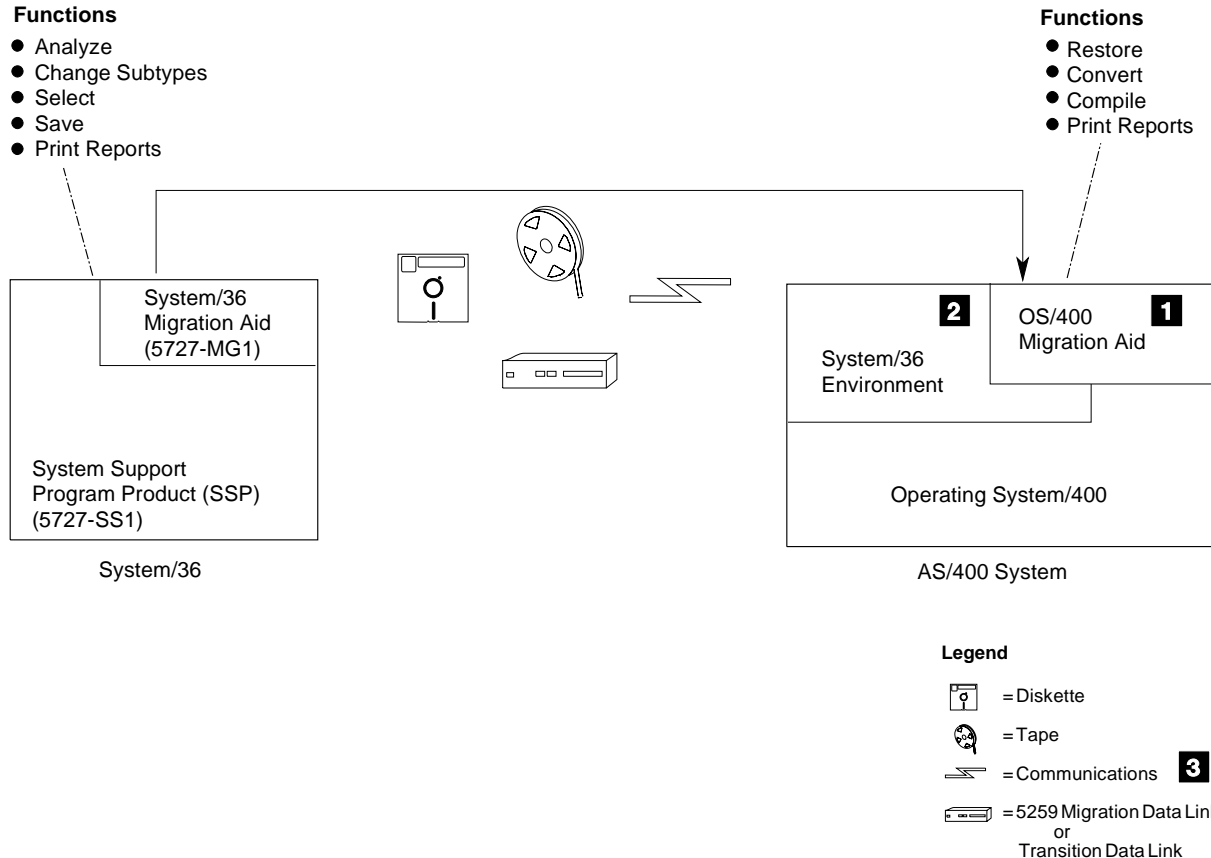 Functions
● Analyze
● Change Subtypes
● Select
● Save
● Print Reports
Functions
● Restore
● Convert
● Compile
● Print Reports
System/36
Migration Aid
(5727-MG1)
System Support
Program Product (SSP)
(5727-SS1)
System/36
2
1
OS/400
Migration Aid
System/36
Environment
Operating System/400
AS/400 System
Legend
=Diskette
=Tape
=Communications 3
=5259 Migration Data Lin
or
Transition Data Link